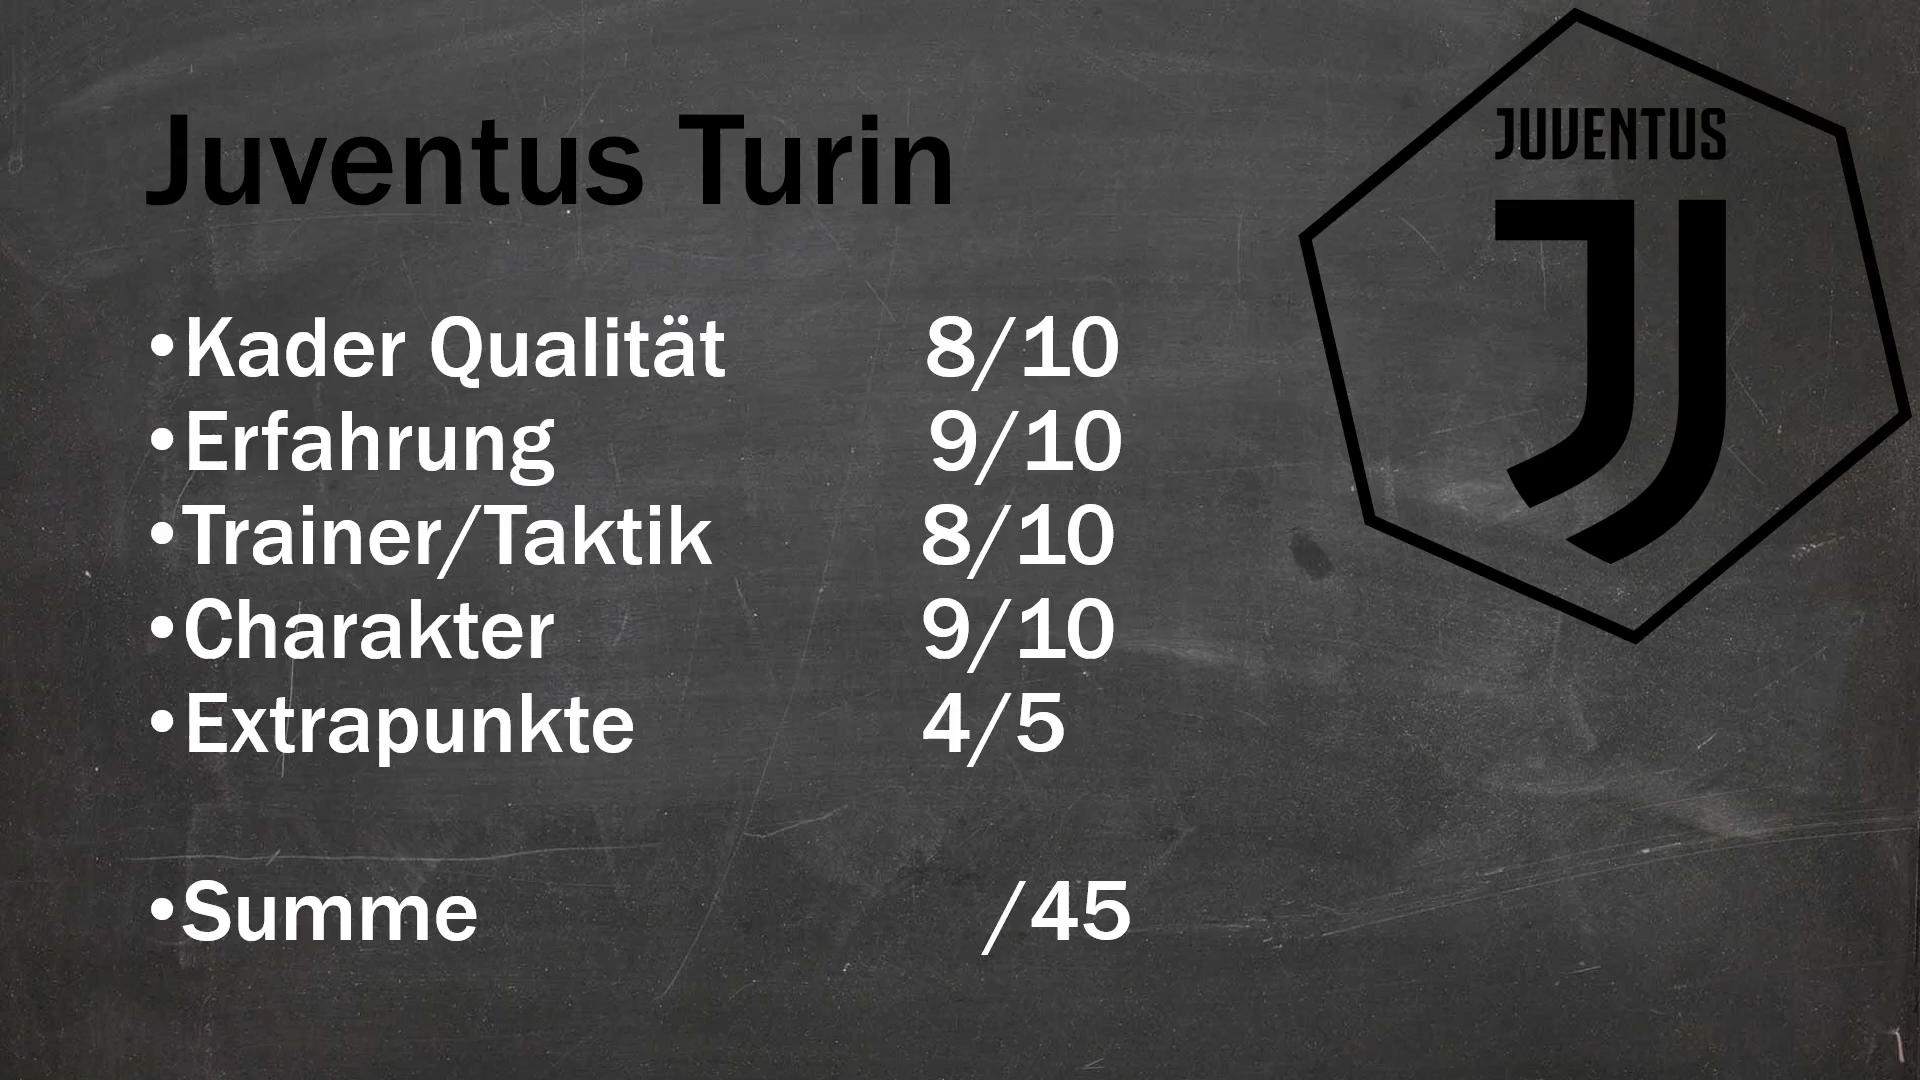 JUVENTUS
Juventus Turin
•Kader Qualität 8/10
•Erfahrung 9/10
•Trainer/Taktik 8/10
•Charakter 9/10
•Extrapunkte 4/5
•Summe /45